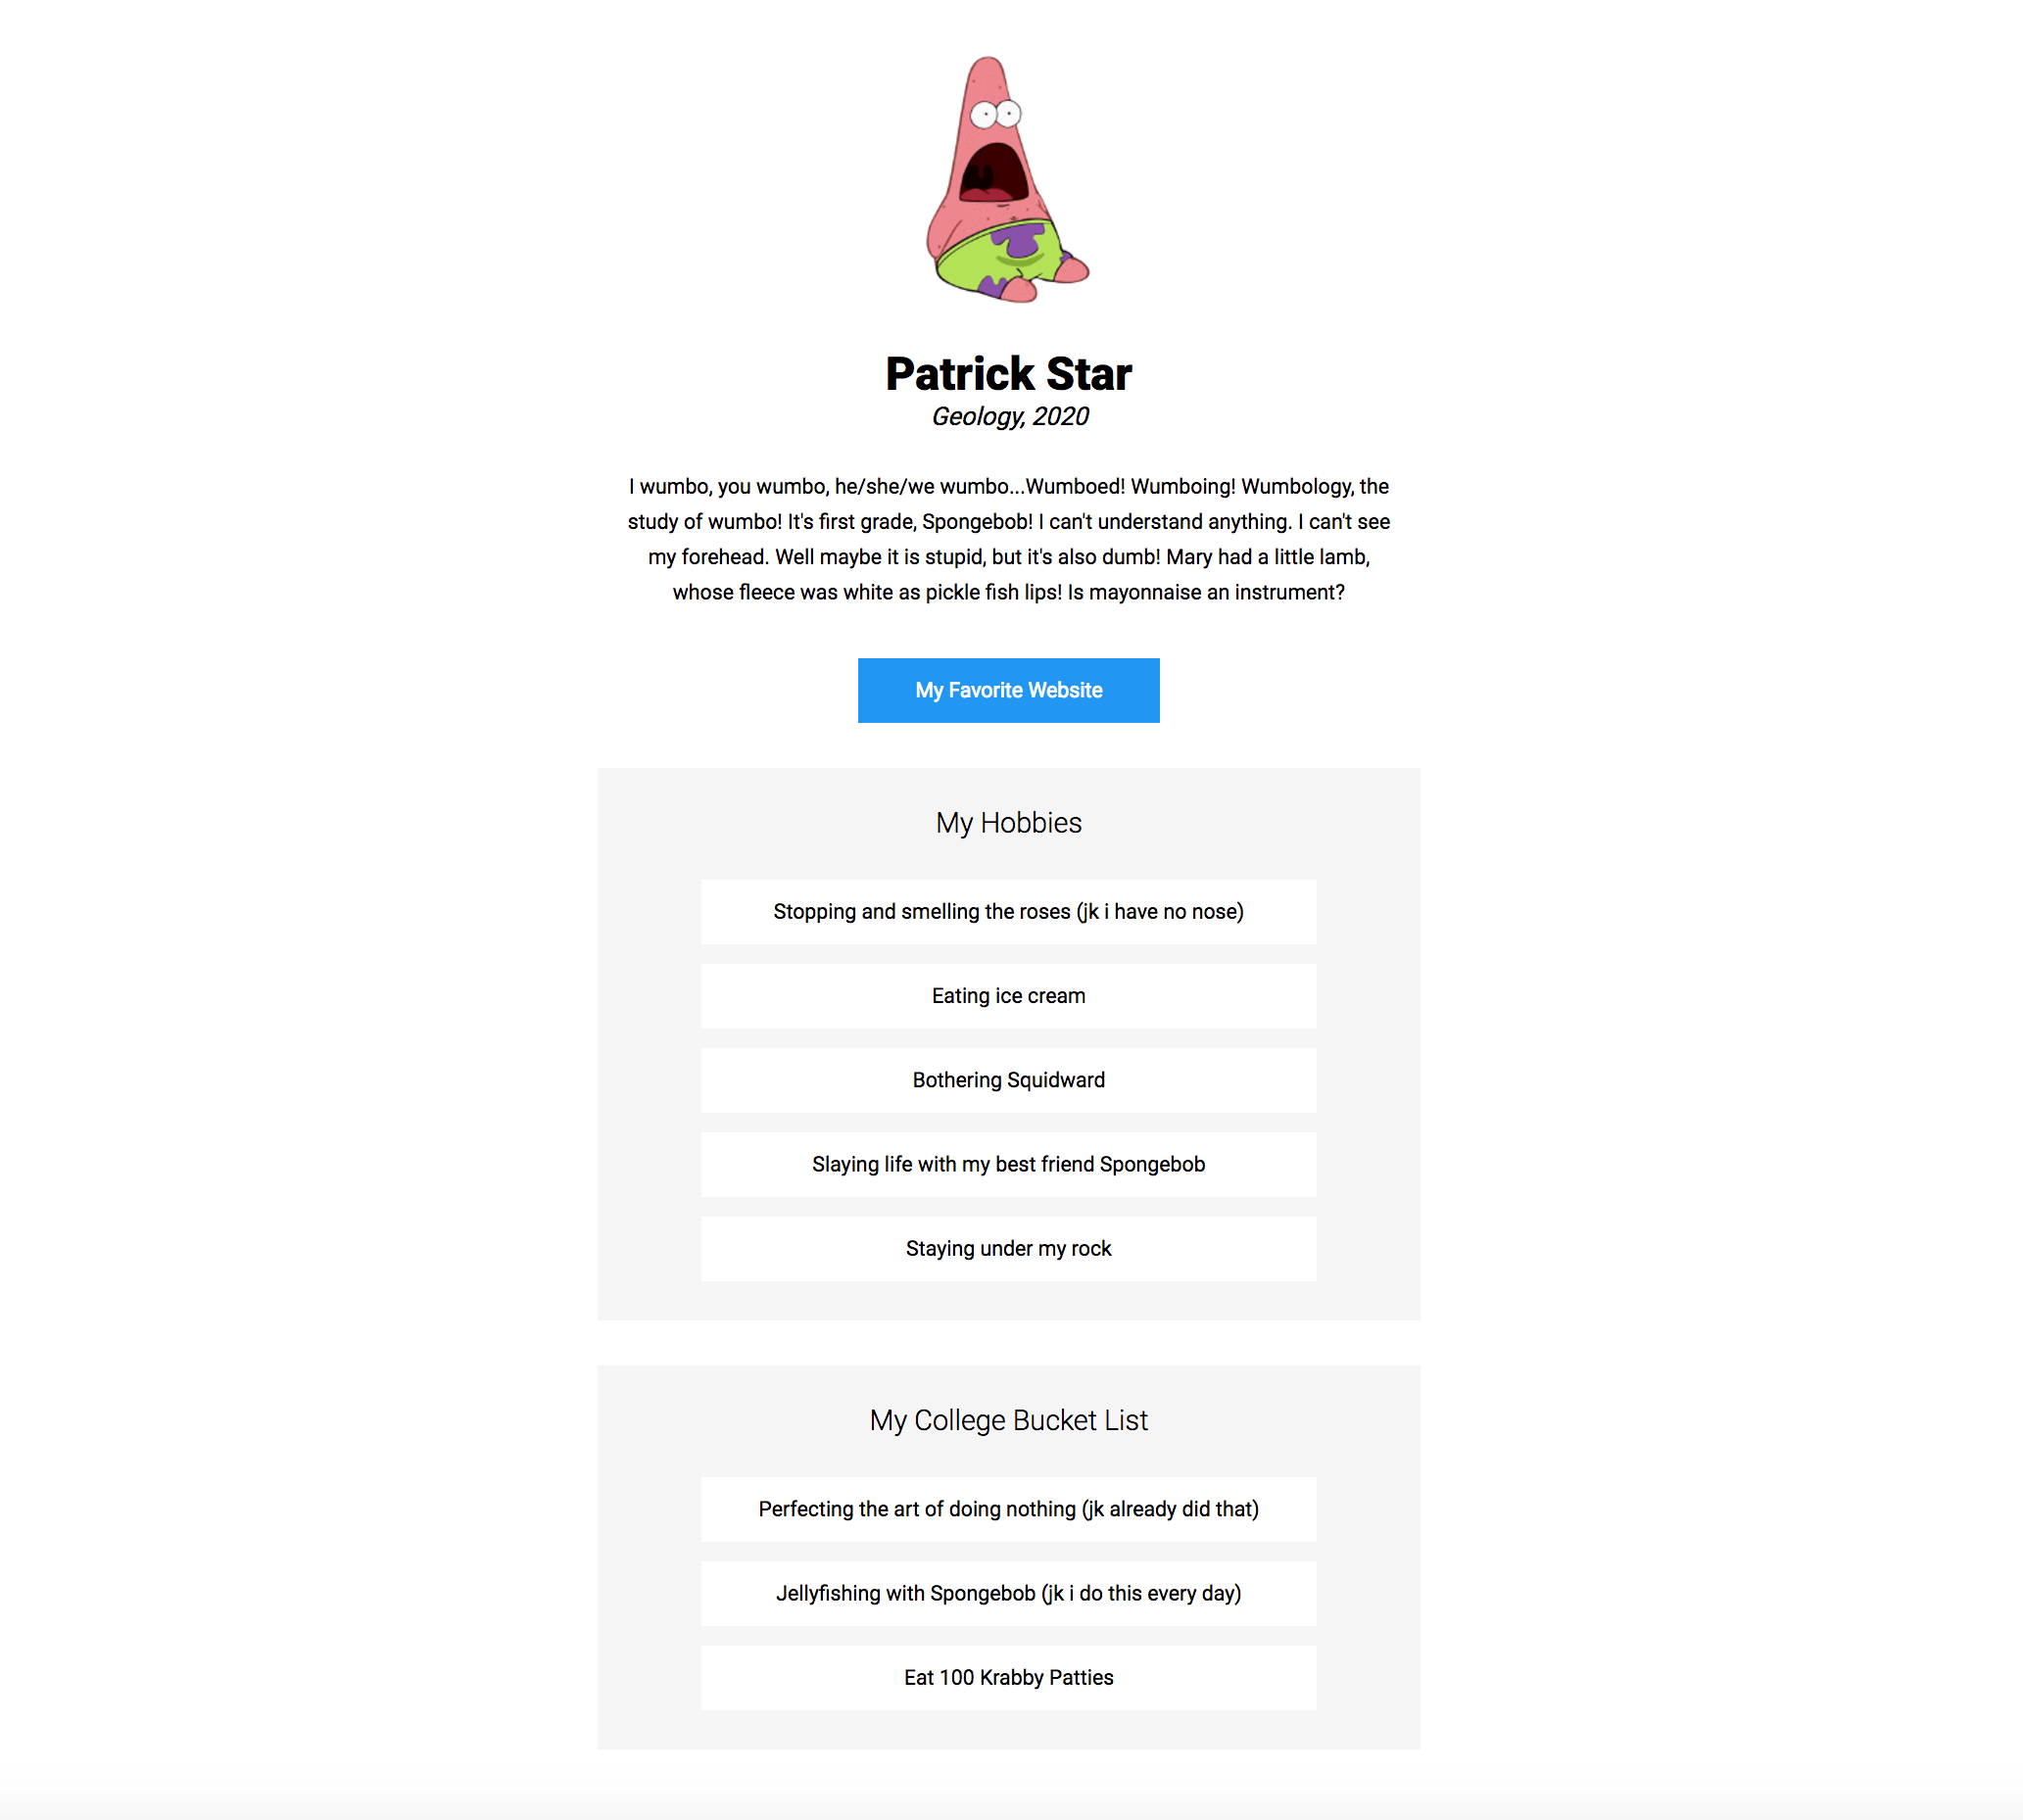 Patrick Star
Geology, 2020
I wumbo, you wumbo, he/she/we wumbo...Wumboed! Wumboing! Wumbology, the
study of wumbo! It's first grade, Spongebob! I can't understand anything. I can't see
my forehead. Well maybe it is stupid, but it's also dumb! Mary had a little lamb,
whose fleece was white as pickle fish lips! Is mayonnaise an instrument?
My Favorite Website
My Hobbies
Stopping and smelling the roses (jk i have no nose)
Eating ice cream
Bothering Squidward
Slaying life with my best friend Spongebob
Staying under my rock
My College Bucket List
Perfecting the art of doing nothing (jk already did that)
Jellyfishing with Spongebob (jk i do this every day)
Eat 100 Krabby Patties